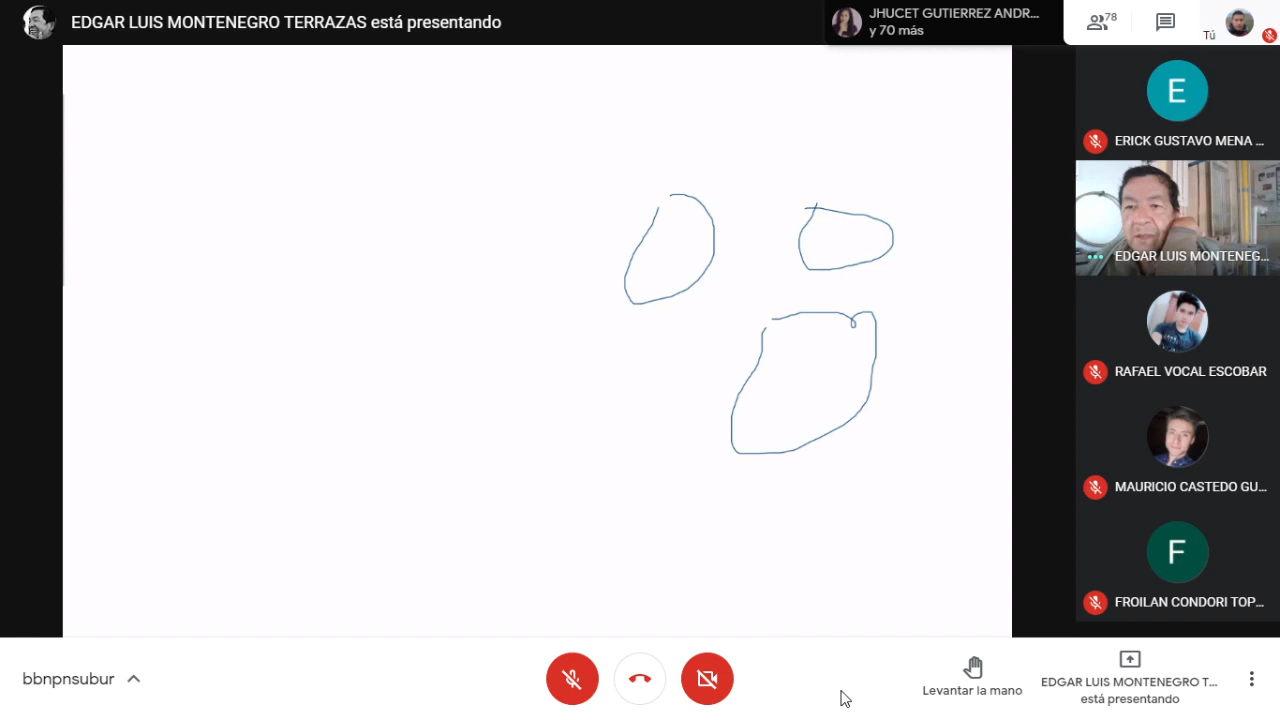 EDGAR LUIS MONTENEGRO TERRAZAS está presentando
JHUCET GUTIERREZ ANDR...
y 70 más
78
Tú
E
ERICK GUSTAVO MENA ...
EDGAR LUIS MONTENEG...
RAFAEL VOCAL ESCOBAR
MAURICIO CASTEDO GU...
F
FROILAN CONDORI TOP...
bbnpnsubur
Levantar la mano
EDGAR LUIS MONTENEGRO T...
está presentando